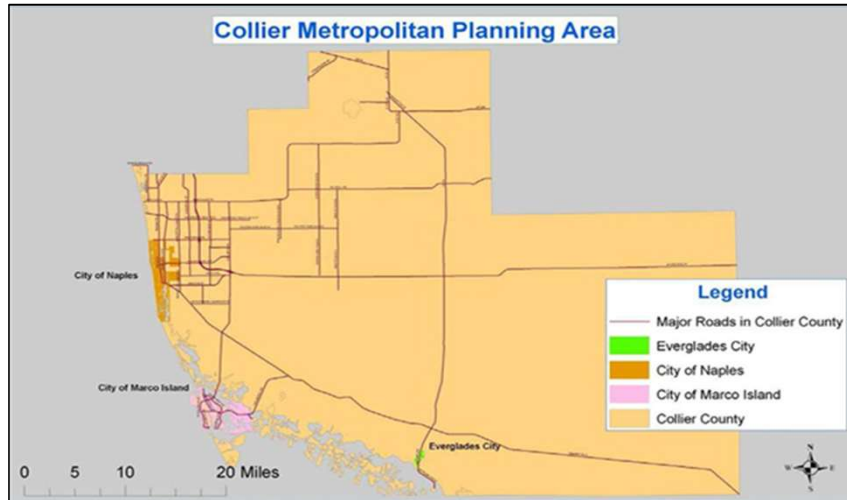 Collier Metropolitan Planning Area
City of Naples
City of Marco Island
Everglades City
Legend
Major Roads in Collier County
Everglades City
City of Naples
City of Marco Island
Collier County
0 5 10 20 Miles
N
W E
S